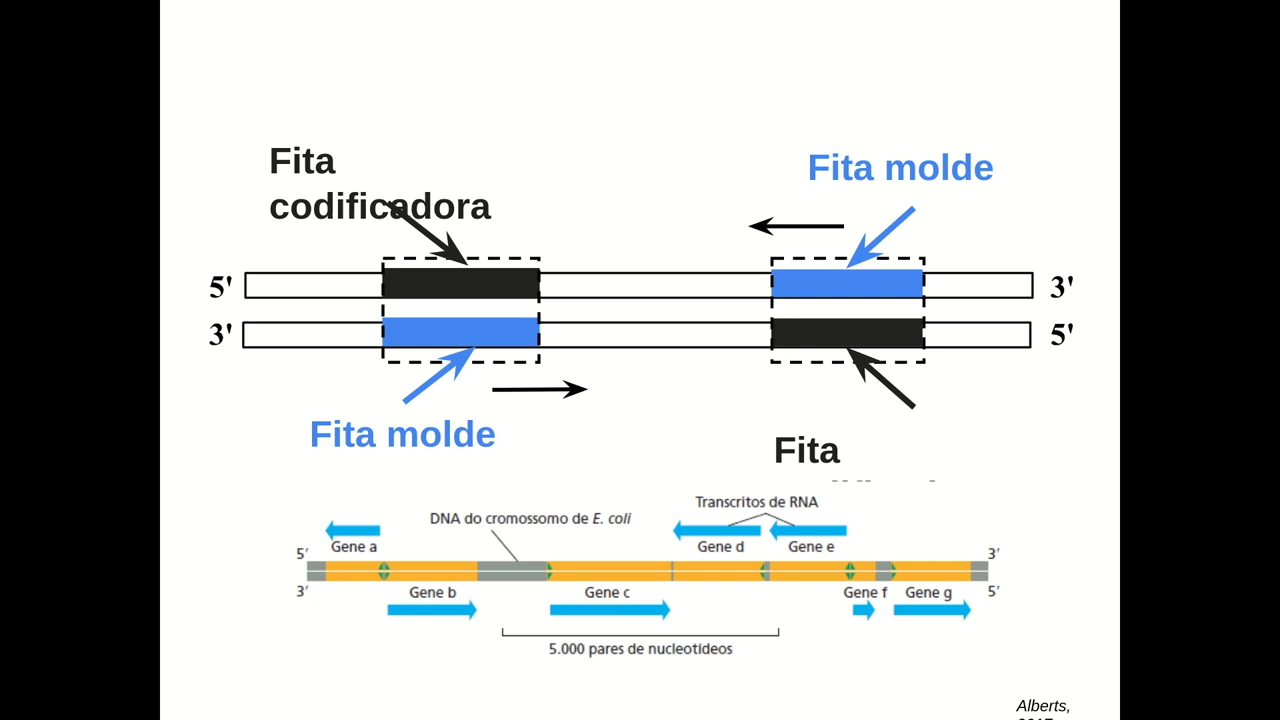 Fita
codificadora
Fita molde
5' 3'
3' 5'
Fita molde
Fita
Transcritos de RNA
DNA do cromossomo de E. coli
Gene a Gene d Gene e
5′ 3′
3′ 5′
Gene b Gene c Gene f Gene g
5.000 pares de nucleotídeos
Alberts,